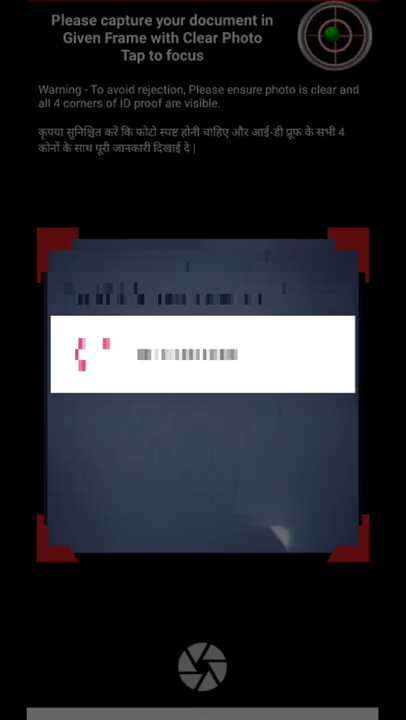 Please capture your document in
Given Frame with Clear Photo
Tap to focus
Warning - To avoid rejection, Please ensure photo is clear and
all 4 corners of ID proof are visible.
कृपया सुनिश्चित करें कि फोटो स्पष्ट होनी चाहिए और आई-डी प्रूफ के सभी 4
कोनों के साथ पूरी जानकारी दिखाई दे |